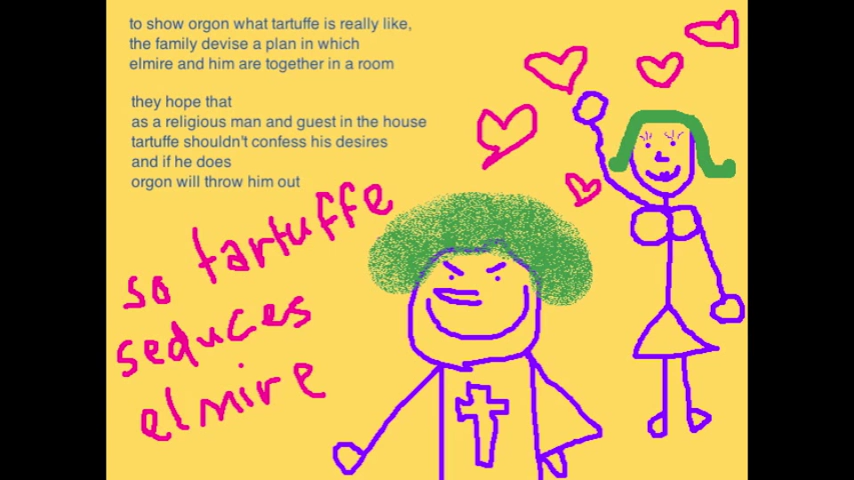 to show orgon what tartuffe is really like,
the family devise a plan in which
elmire and him are together in a room
they hope that
as a religious man and guest in the house
tartuffe shouldn't confess his desires
and if he does
orgon will throw him out
so tartuffe
seduces
elmire